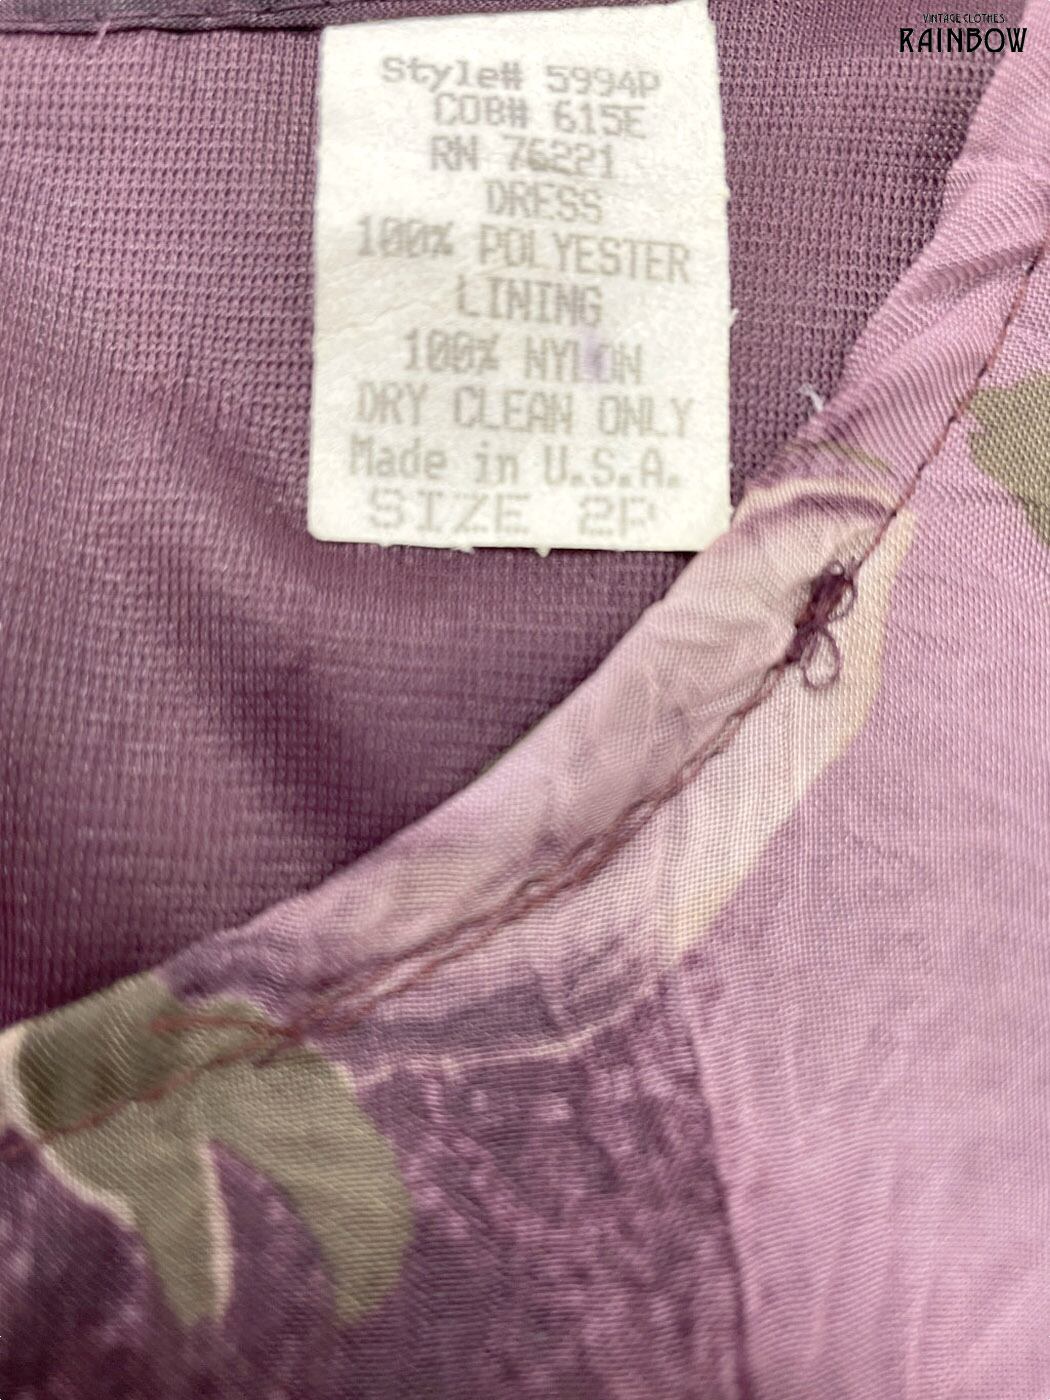 VINTAGE CLOTHES
RAINBOW
Style# 5994P
COB# 615E
RN 76221
DRESS
100% POLYESTER
LINING
100% NYLON
DRY CLEAN ONLY
Made in U.S.A.
SIZE 2P